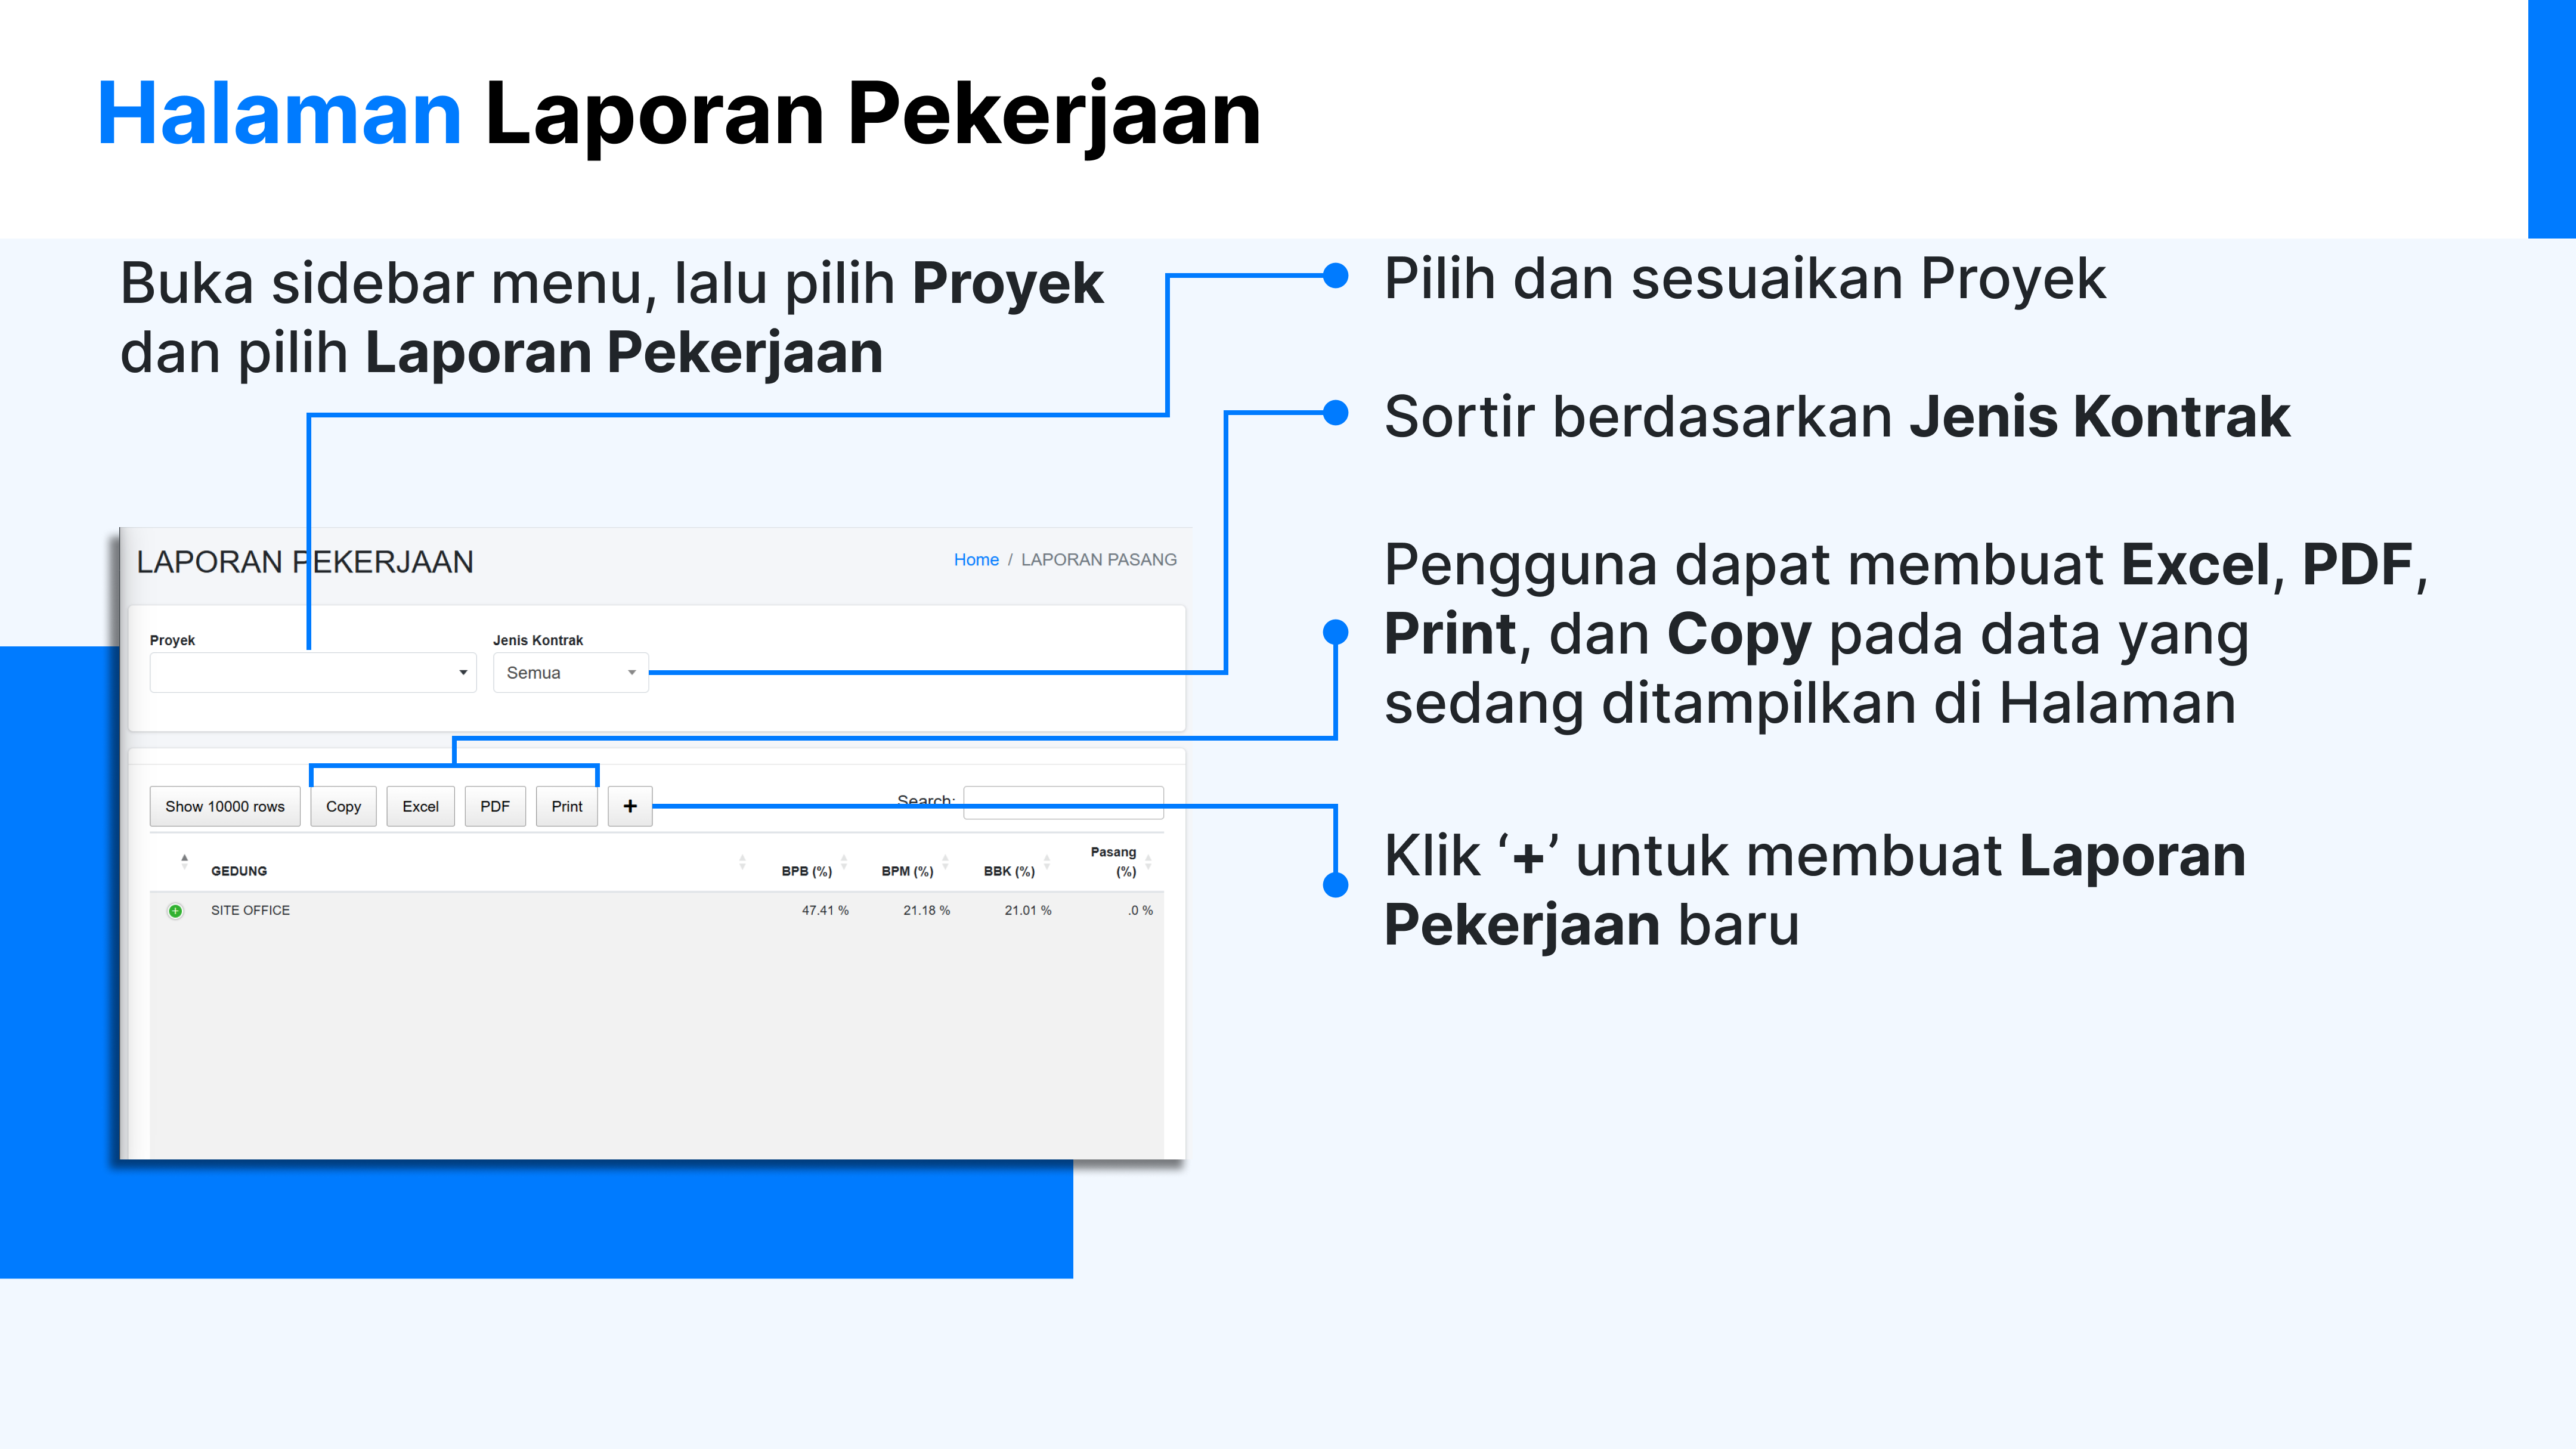 Halaman Laporan Pekerjaan
Buka sidebar menu, lalu pilih Proyek
dan pilih Laporan Pekerjaan
Pilih dan sesuaikan Proyek
Sortir berdasarkan Jenis Kontrak
Pengguna dapat membuat Excel, PDF,
Print, dan Copy pada data yang
sedang ditampilkan di Halaman
Klik ‘+’ untuk membuat Laporan
Pekerjaan baru
LAPORAN PEKERJAAN
Home / LAPORAN PASANG
Proyek
Jenis Kontrak
Semua
Show 10000 rows Copy Excel PDF Print + Search:
GEDUNG BPB (%) BPM (%) BBK (%) Pasang
(%)
SITE OFFICE 47.41 % 21.18 % 21.01 % .0 %